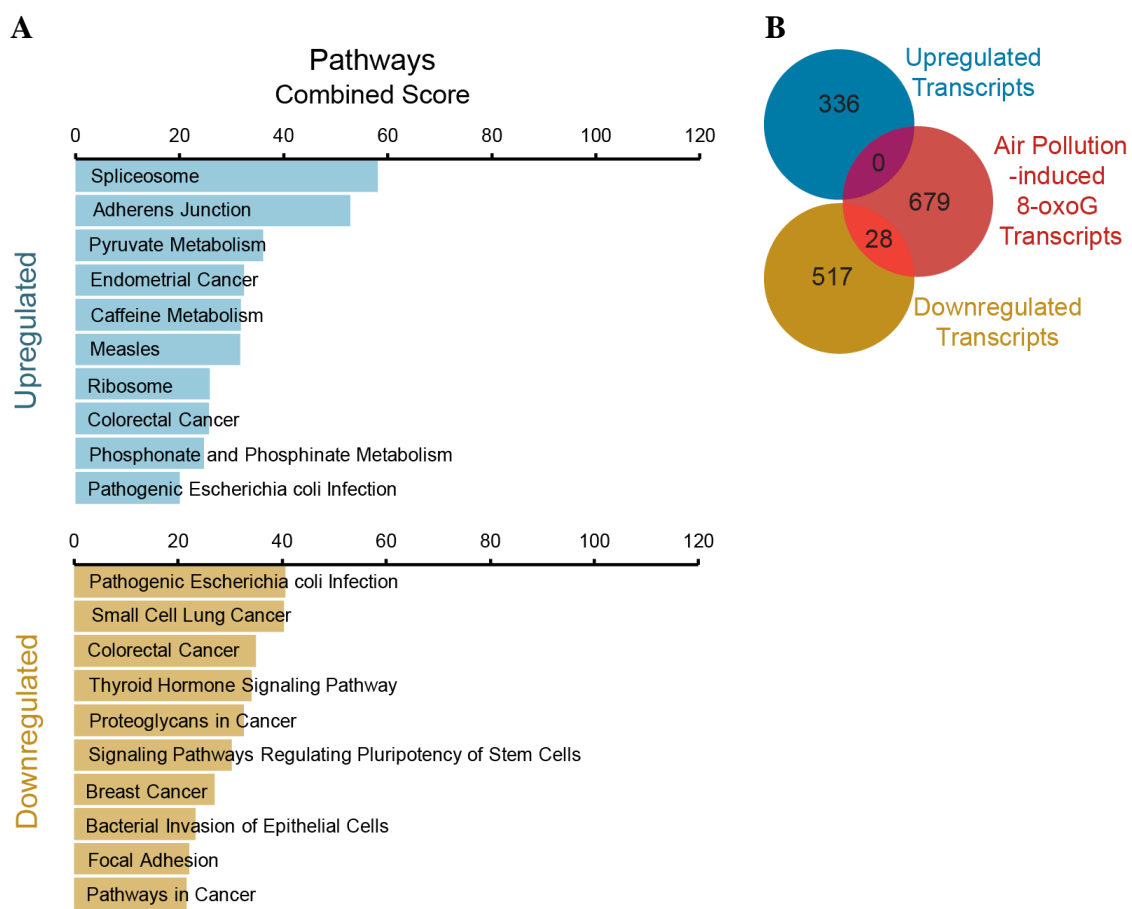 A
Pathways
Combined Score
0 20 40 60 80 100 120
Upregulated
Spliceosome
Adherens Junction
Pyruvate Metabolism
Endometrial Cancer
Caffeine Metabolism
Measles
Ribosome
Colorectal Cancer
Phosphonate and Phosphinate Metabolism
Pathogenic Escherichia coli Infection
0 20 40 60 80 100 120
Downregulated
Pathogenic Escherichia coli Infection
Small Cell Lung Cancer
Colorectal Cancer
Thyroid Hormone Signaling Pathway
Proteoglycans in Cancer
Signaling Pathways Regulating Pluripotency of Stem Cells
Breast Cancer
Bacterial Invasion of Epithelial Cells
Focal Adhesion
Pathways in Cancer
B
Upregulated
Transcripts
336
0
Air Pollution
-induced
8-oxoG
Transcripts
679
28
517
Downregulated
Transcripts